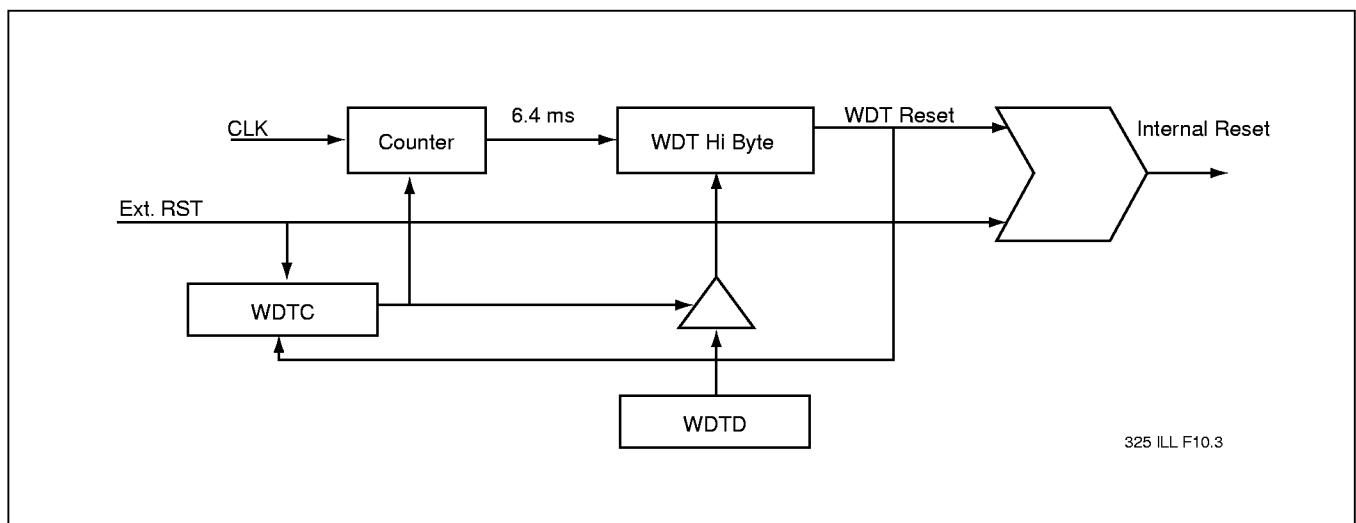 CLK
Counter
6.4 ms
WDT Hi Byte
WDT Reset
Internal Reset
Ext. RST
WDTC
WDTD
325 ILL F10.3